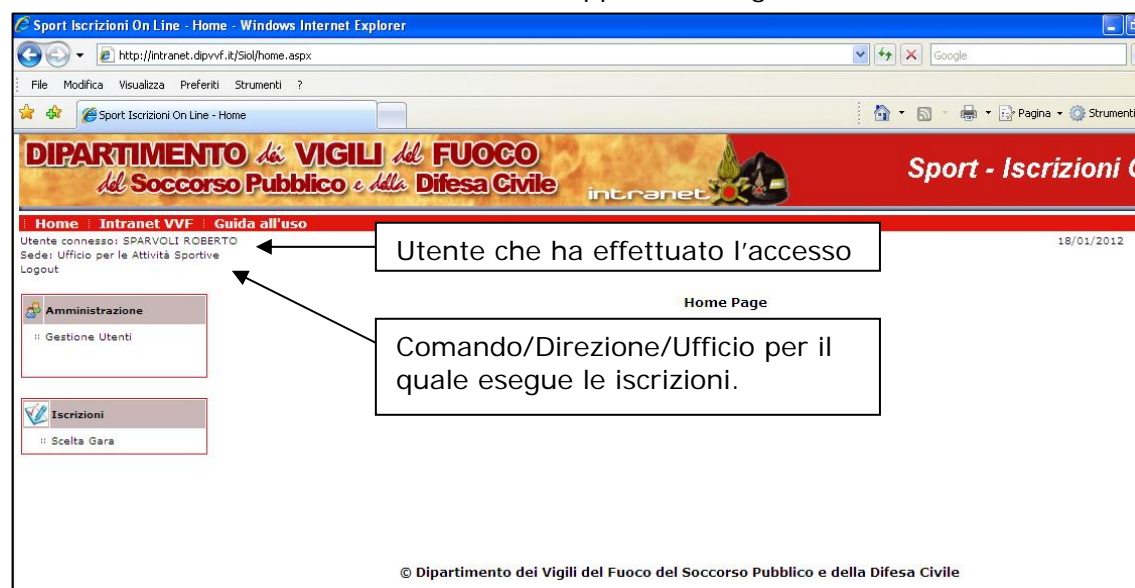 Sport Iscrizioni On Line - Home - Windows Internet Explorer
http://intranet.dipvvf.it/Siol/home.aspx
Google
File Modifica Visualizza Preferiti Strumenti ?
Sport Iscrizioni On Line - Home
Pagina
Strumenti
DIPARTIMENTO dei VIGILI del FUOCO
del Soccorso Pubblico e della Difesa Civile
intranet
Sport - Iscrizioni
Home Intranet VVF Guida all'uso
Utente connesso: SPARVOLI ROBERTO
18/01/2012
Sede: Ufficio per le Attività Sportive
Logout
Utente che ha effettuato l’accesso
Home Page
Amministrazione
:: Gestione Utenti
Comando/Direzione/Ufficio per il
quale esegue le iscrizioni.
Iscrizioni
:: Scelta Gara
© Dipartimento dei Vigili del Fuoco del Soccorso Pubblico e della Difesa Civile